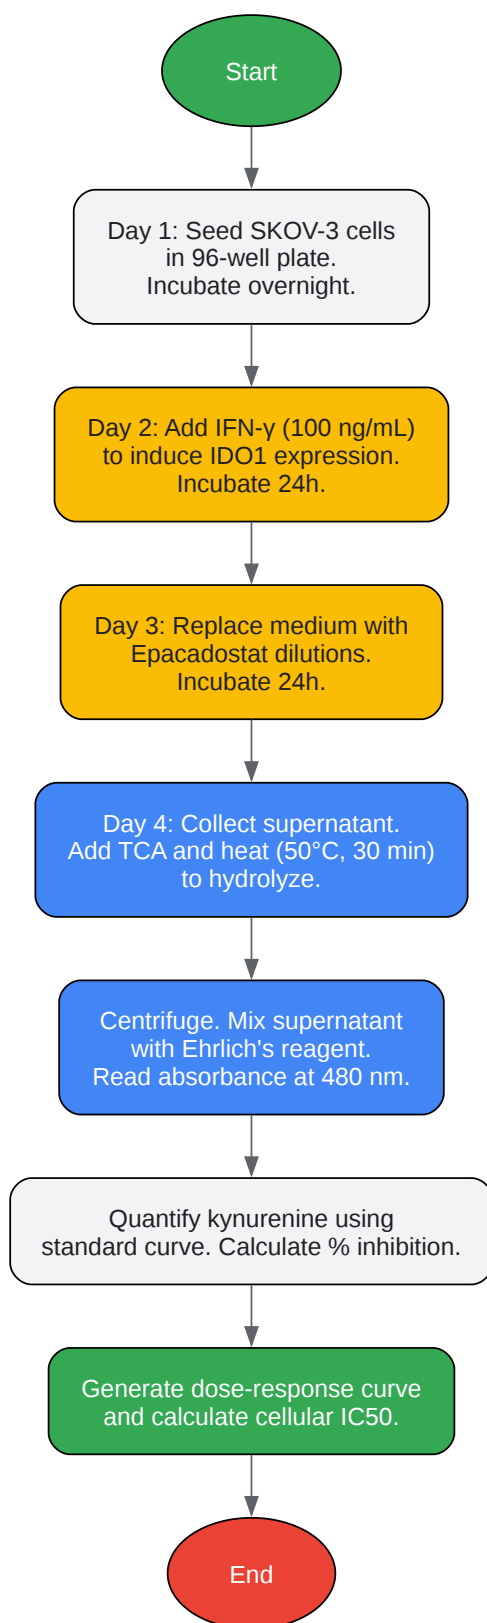 Start
Day 1: Seed SKOV-3 cells
in 96-well plate.
Incubate overnight.
Day 2: Add IFN-γ (100 ng/mL)
to induce IDO1 expression.
Incubate 24h.
Day 3: Replace medium with
Epacadostat dilutions.
Incubate 24h.
Day 4: Collect supernatant.
Add TCA and heat (50°C, 30 min)
to hydrolyze.
Centrifuge. Mix supernatant
with Ehrlich's reagent.
Read absorbance at 480 nm.
Quantify kynurenine using
standard curve. Calculate % inhibition.
Generate dose-response curve
and calculate cellular IC50.
End